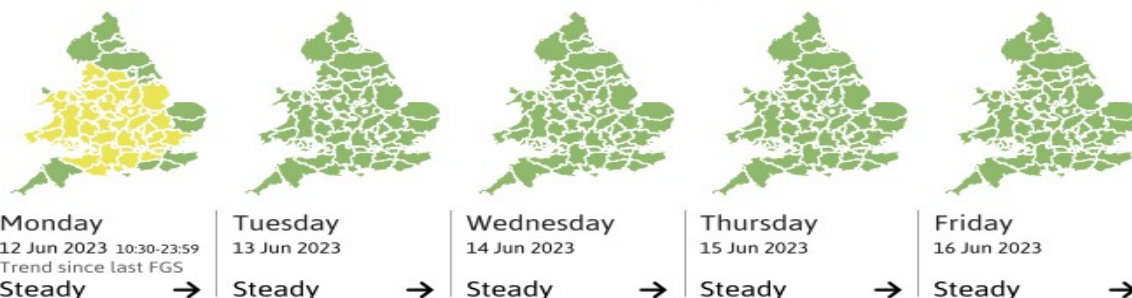 Monday
12 Jun 2023 10:30-23:59
Trend since last FGS
Steady →
Tuesday
13 Jun 2023
Steady →
Wednesday
14 Jun 2023
Steady →
Thursday
15 Jun 2023
Steady →
Friday
16 Jun 2023
Steady →